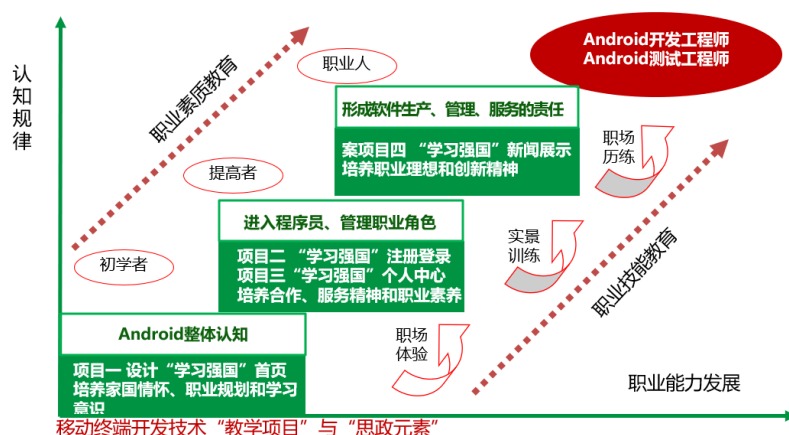 Android开发工程师
Android测试工程师
职业人
认知规律
职业素质教育
形成软件生产、管理、服务的责任
案项目四 “学习强国”新闻展示
培养职业理想和创新精神
职场
历练
提高者
进入程序员、管理职业角色
项目二 “学习强国”注册登录
项目三“学习强国”个人中心
培养合作、服务精神和职业素养
实景
训练
职业技能教育
初学者
Android整体认知
项目一 设计“学习强国”首页
培养家国情怀、职业规划和学习
意识
职场
体验
职业能力发展
移动终端开发技术“教学项目”与“思政元素”